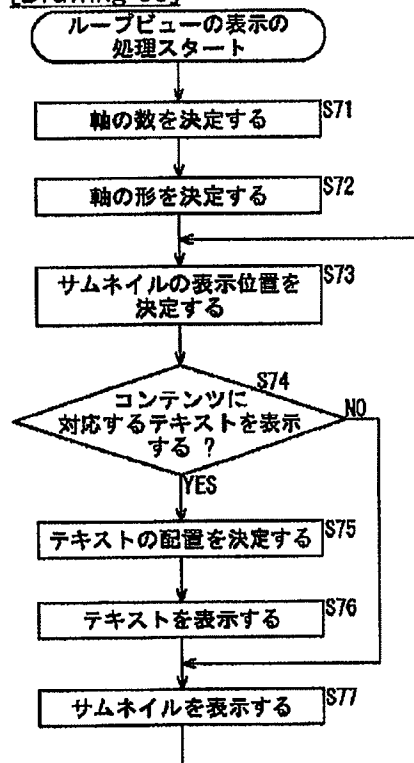 ループビューの表示の
処理スタート
軸の数を決定する
S71
軸の形を決定する
S72
サムネイルの表示位置を
決定する
S73
S74
コンテンツに
対応するテキストを表示
する ?
NO
YES
テキストの配置を決定する
S75
テキストを表示する
S76
サムネイルを表示する
S77